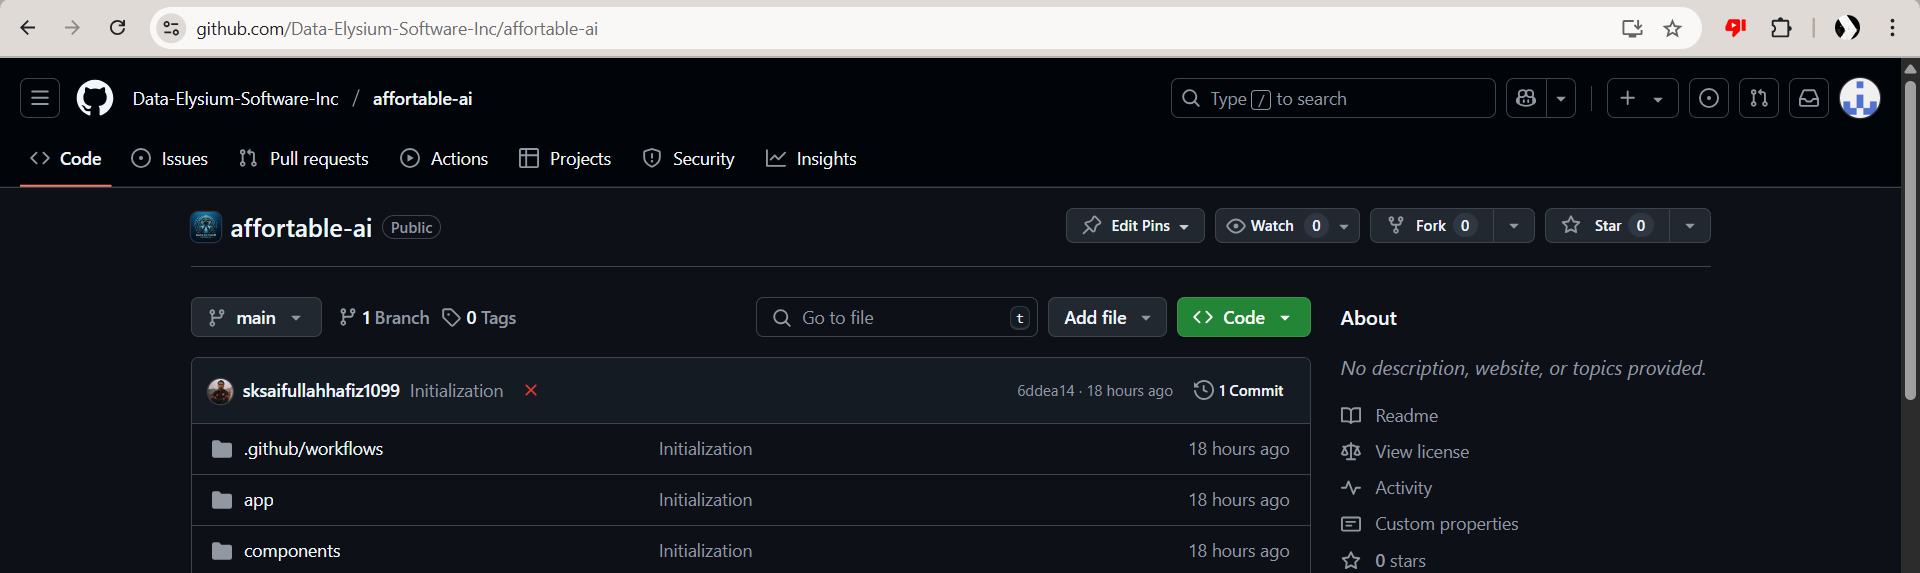 github.com/Data-Elysium-Software-Inc/affortable-ai
Data-Elysium-Software-Inc / affortable-ai
Type / to search
Code Issues Pull requests Actions Projects Security Insights
affortable-ai Public
Edit Pins Watch 0 Fork 0 Star 0
main 1 Branch 0 Tags
Go to file t Add file Code
About
No description, website, or topics provided.
sksaifullahhafiz1099 Initialization 6ddea14 · 18 hours ago 1 Commit
.github/workflows Initialization 18 hours ago
app Initialization 18 hours ago
components Initialization 18 hours ago
Readme
View license
Activity
Custom properties
0 stars